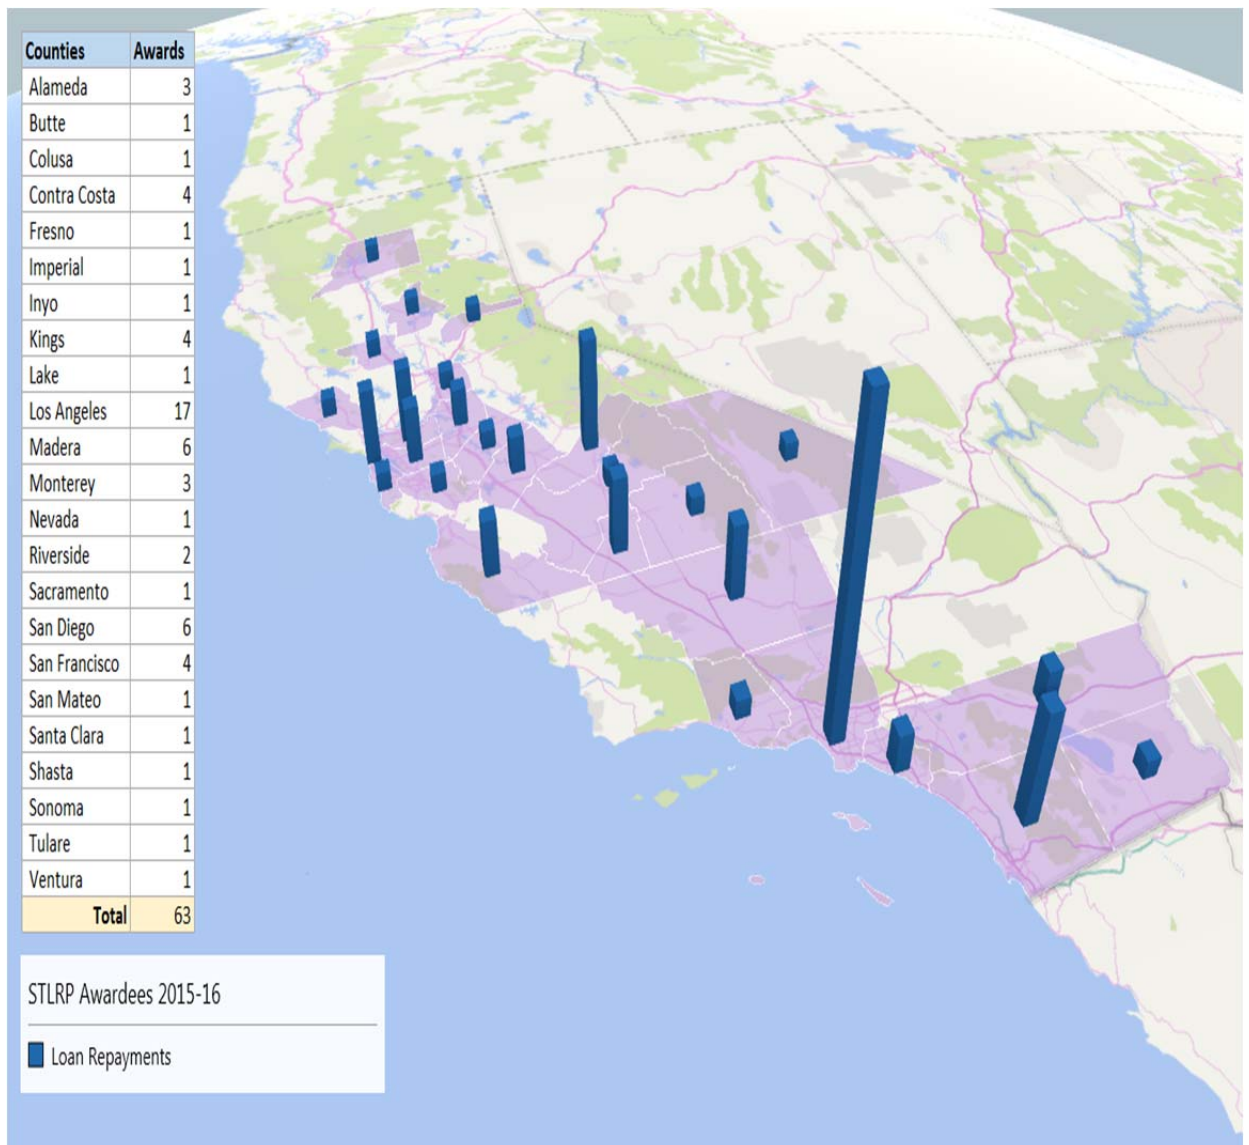 Counties Awards
Alameda 3
Butte 1
Colusa 1
Contra Costa 4
Fresno 1
Imperial 1
Inyo 1
Kings 4
Lake 1
Los Angeles 17
Madera 6
Monterey 3
Nevada 1
Riverside 2
Sacramento 1
San Diego 6
San Francisco 4
San Mateo 1
Santa Clara 1
Shasta 1
Sonoma 1
Tulare 1
Ventura 1
Total 63
STLRP Awardees 2015-16
Loan Repayments